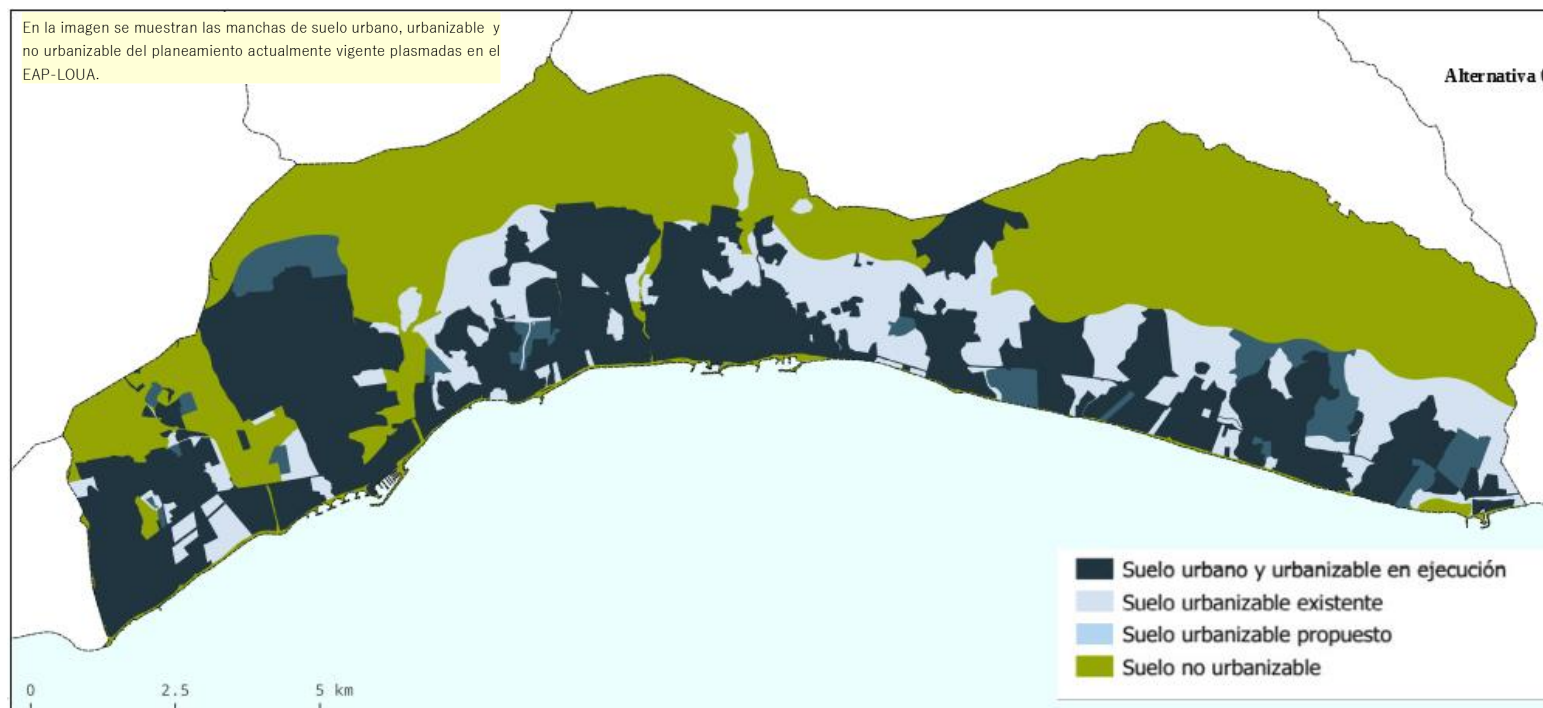 En la imagen se muestran las manchas de suelo urbano, urbanizable y
no urbanizable del planeamiento actualmente vigente plasmadas en el
EAP-LOUA.
Alternativa 0
Suelo urbano y urbanizable en ejecución
Suelo urbanizable existente
Suelo urbanizable propuesto
Suelo no urbanizable
0 2.5 5 km